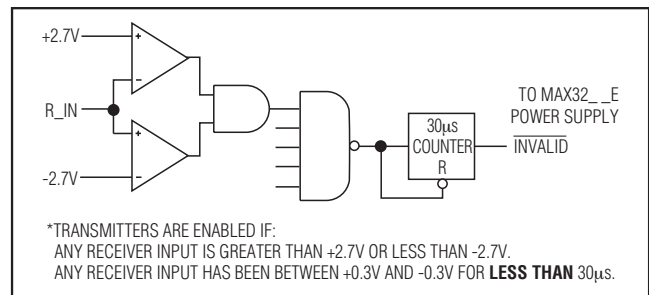 +2.7V
R_IN
-2.7V
30µs
COUNTER
R
TO MAX32_ _E
POWER SUPPLY
INVALID
*TRANSMITTERS ARE ENABLED IF:
ANY RECEIVER INPUT IS GREATER THAN +2.7V OR LESS THAN -2.7V.
ANY RECEIVER INPUT HAS BEEN BETWEEN +0.3V AND -0.3V FOR LESS THAN 30µs.